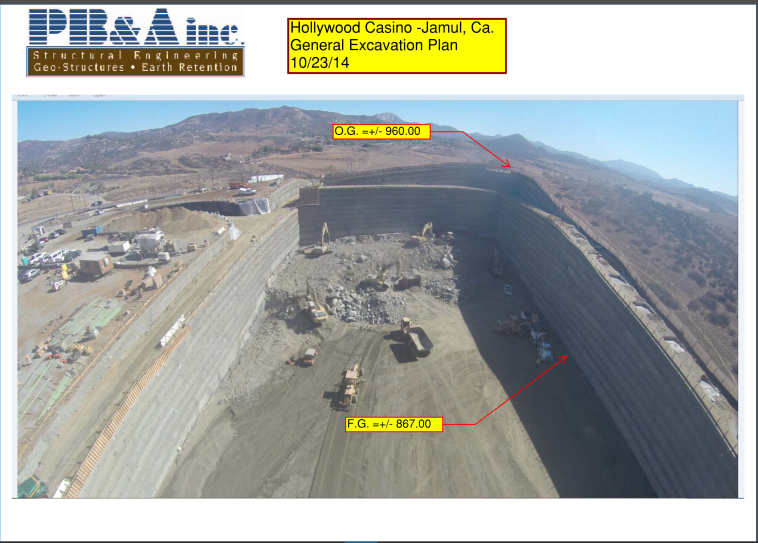 PB&A inc.
Structural Engineering
Geo-Structures • Earth Retention
Hollywood Casino -Jamul, Ca.
General Excavation Plan
10/23/14
O.G. =+/- 960.00
F.G. =+/- 867.00